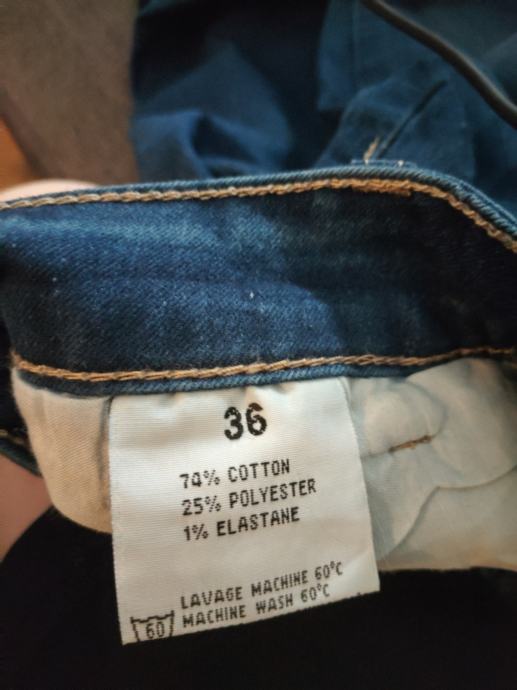 36
74% COTTON
25% POLYESTER
1% ELASTANE
LAVAGE MACHINE 60°C
MACHINE WASH 60°C
60